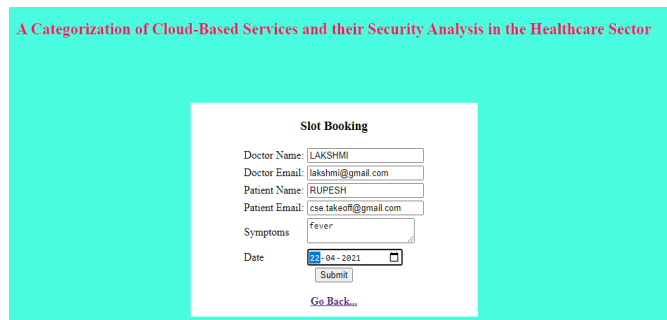 A Categorization of Cloud-Based Services and their Security Analysis in the Healthcare Sector
Slot Booking
Doctor Name: LAKSHMI
Doctor Email: lakshmi@gmail.com
Patient Name: RUPESH
Patient Email: cse.takeoff@gmail.com
Symptoms fever
Date 22-04-2021
Submit
Go Back...